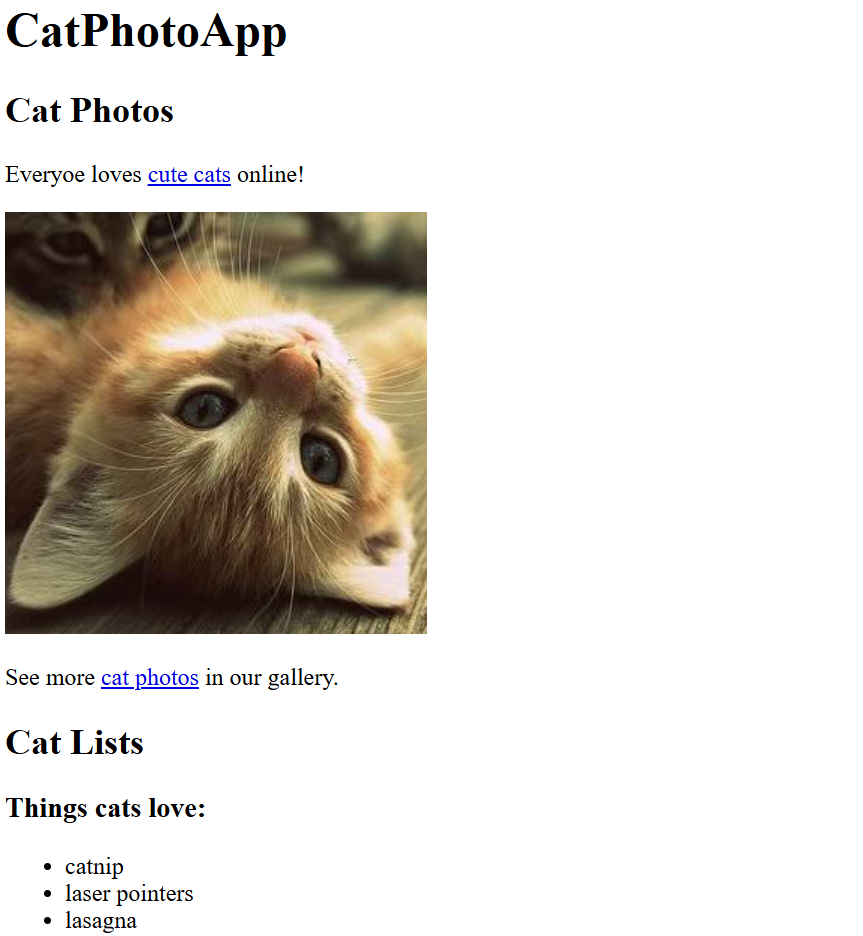 CatPhotoApp
Cat Photos
Everyoe loves cute cats online!
See more cat photos in our gallery.
Cat Lists
Things cats love:
• catnip
• laser pointers
• lasagna